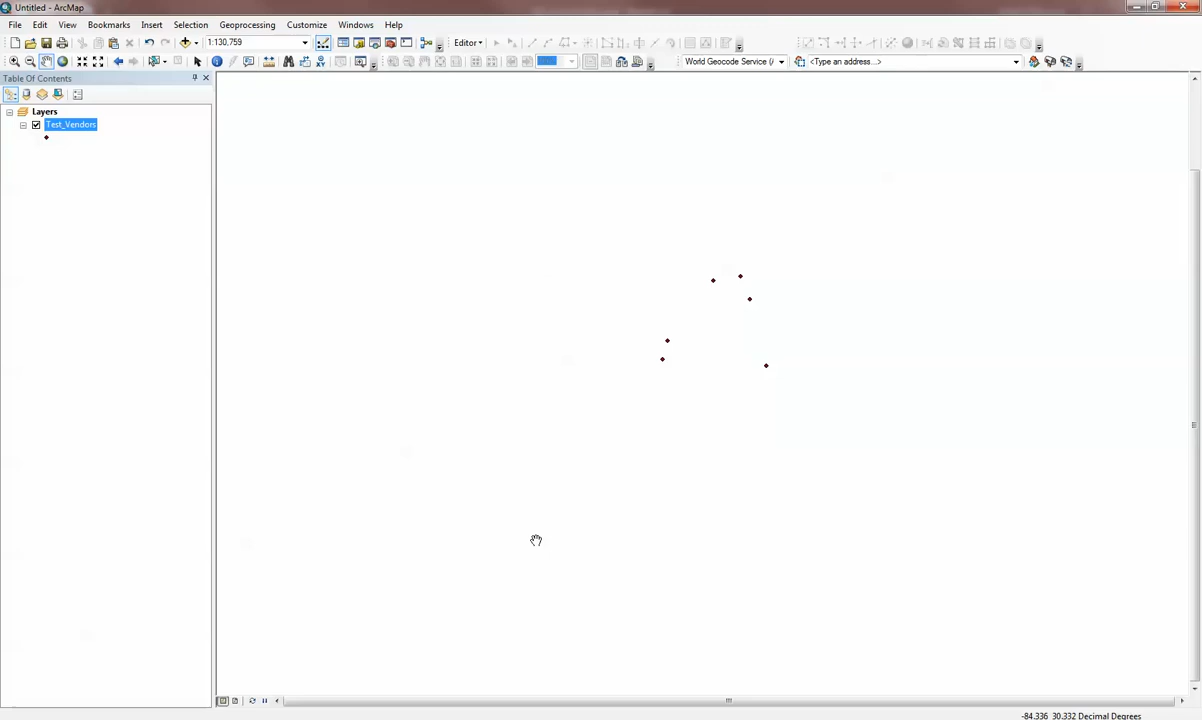 Untitled - ArcMap
File Edit View Bookmarks Insert Selection Geoprocessing Customize Windows Help
1:130,759
Editor
World Geocode Service (A
<Type an address...>
Table Of Contents
Layers
Test_Vendors
-84.336 30.332 Decimal Degrees